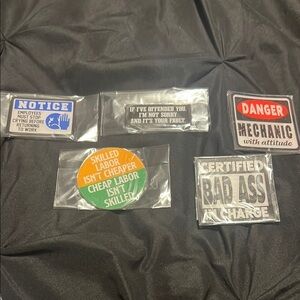 NOTICE
EMPLOYEES
MUST STOP
CRYING BEFORE
RETURNING
TO WORK
IF I'VE OFFENDED YOU,
I'M NOT SORRY
AND IT'S YOUR FAULT.
DANGER
MECHANIC
with attitude
SKILLED
LABOR
ISN'T CHEAPER
CHEAP LABOR
ISN'T
SKILLED
CERTIFIED
BAD ASS
IN CHARGE